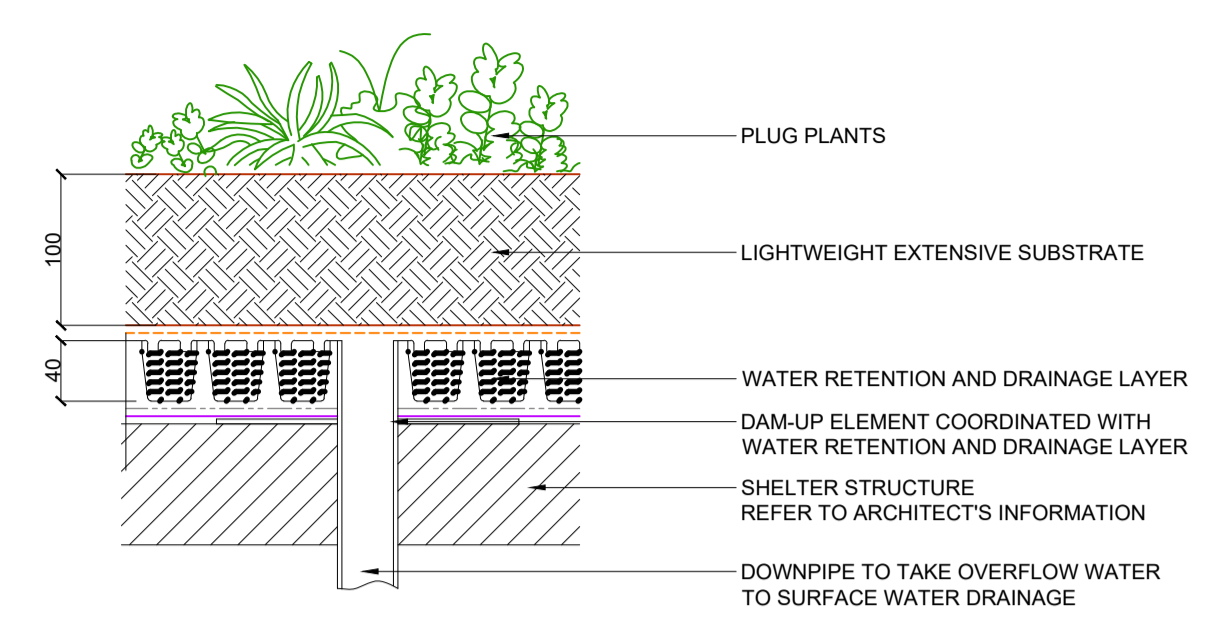 PLUG PLANTS
100
LIGHTWEIGHT EXTENSIVE SUBSTRATE
40
WATER RETENTION AND DRAINAGE LAYER
DAM-UP ELEMENT COORDINATED WITH
WATER RETENTION AND DRAINAGE LAYER
SHELTER STRUCTURE
REFER TO ARCHITECT'S INFORMATION
DOWNPIPE TO TAKE OVERFLOW WATER
TO SURFACE WATER DRAINAGE